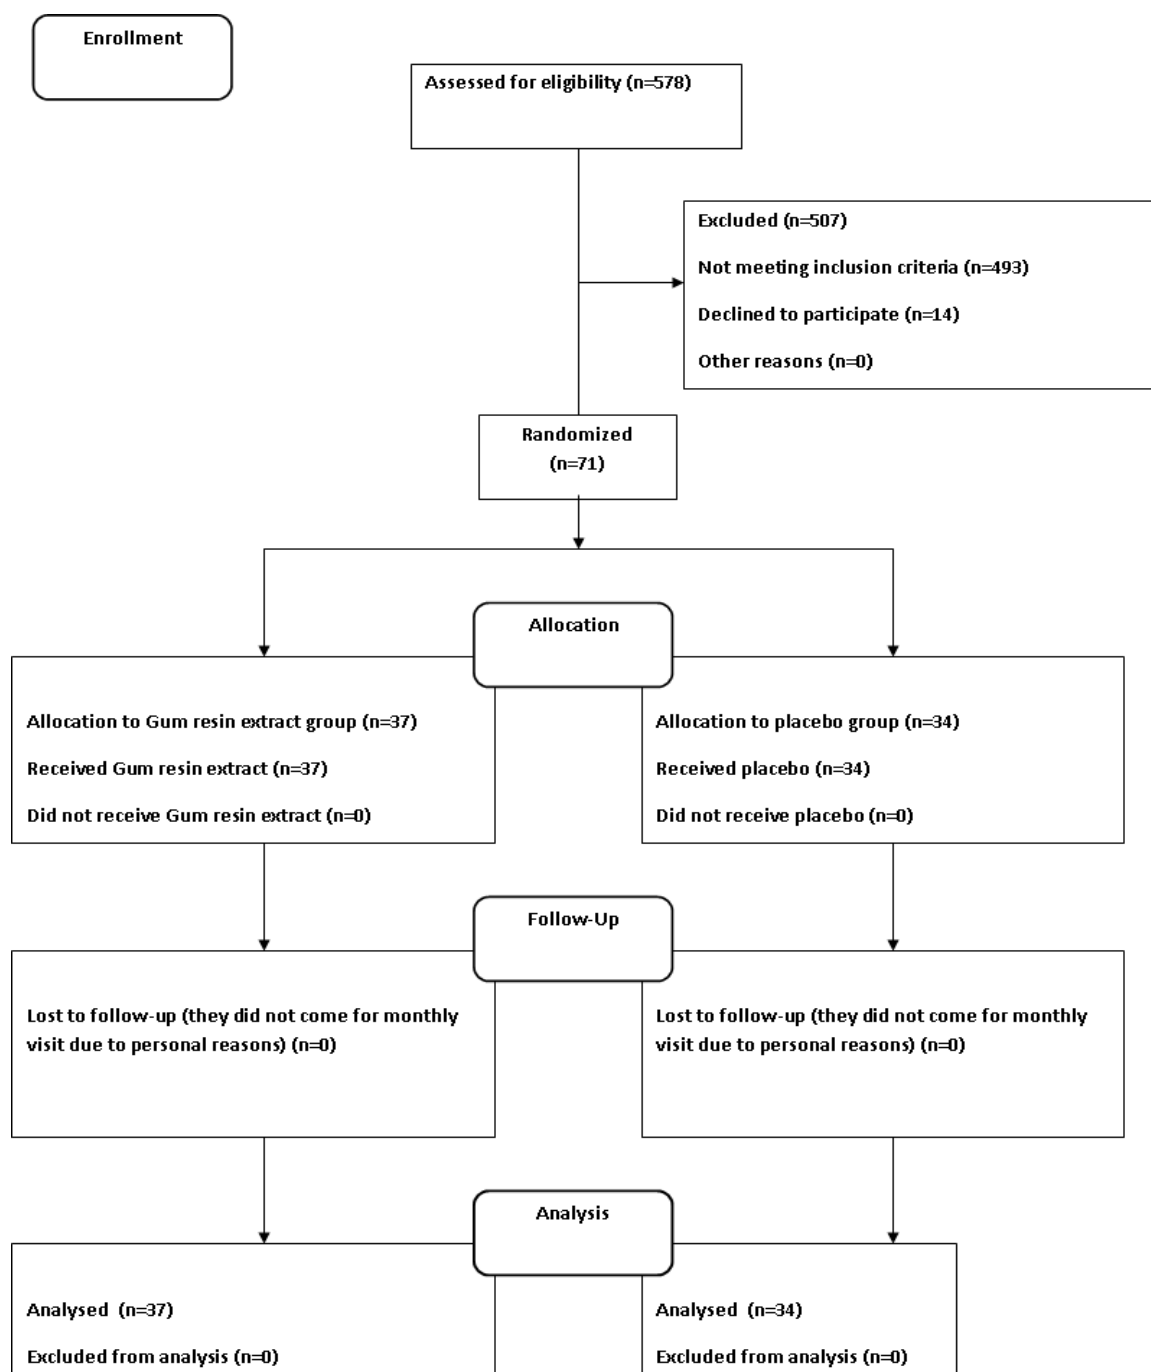 Enrollment
Assessed for eligibility (n=578)
Excluded (n=507)
Not meeting inclusion criteria (n=493)
Declined to participate (n=14)
Other reasons (n=0)
Randomized
(n=71)
Allocation
Allocation to Gum resin extract group (n=37)
Received Gum resin extract (n=37)
Did not receive Gum resin extract (n=0)
Allocation to placebo group (n=34)
Received placebo (n=34)
Did not receive placebo (n=0)
Follow-Up
Lost to follow-up (they did not come for monthly
visit due to personal reasons) (n=0)
Lost to follow-up (they did not come for monthly
visit due to personal reasons) (n=0)
Analysis
Analysed  (n=37)
Excluded from analysis (n=0)
Analysed  (n=34)
Excluded from analysis (n=0)